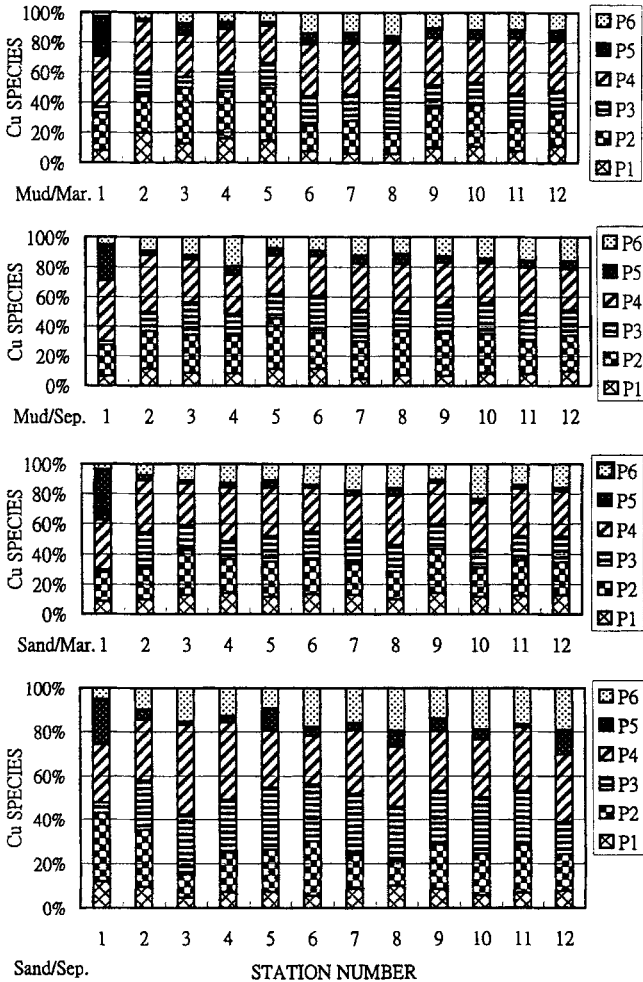 Cu SPECIES
100%
80%
60%
40%
20%
0%
P6
P5
P4
P3
P2
P1
Mud/Mar. 1 2 3 4 5 6 7 8 9 10 11 12
Cu SPECIES
100%
80%
60%
40%
20%
0%
P6
P5
P4
P3
P2
P1
Mud/Sep. 1 2 3 4 5 6 7 8 9 10 11 12
Cu SPECIES
100%
80%
60%
40%
20%
0%
P6
P5
P4
P3
P2
P1
Sand/Mar. 1 2 3 4 5 6 7 8 9 10 11 12
Cu SPECIES
100%
80%
60%
40%
20%
0%
P6
P5
P4
P3
P2
P1
1 2 3 4 5 6 7 8 9 10 11 12
Sand/Sep. STATION NUMBER